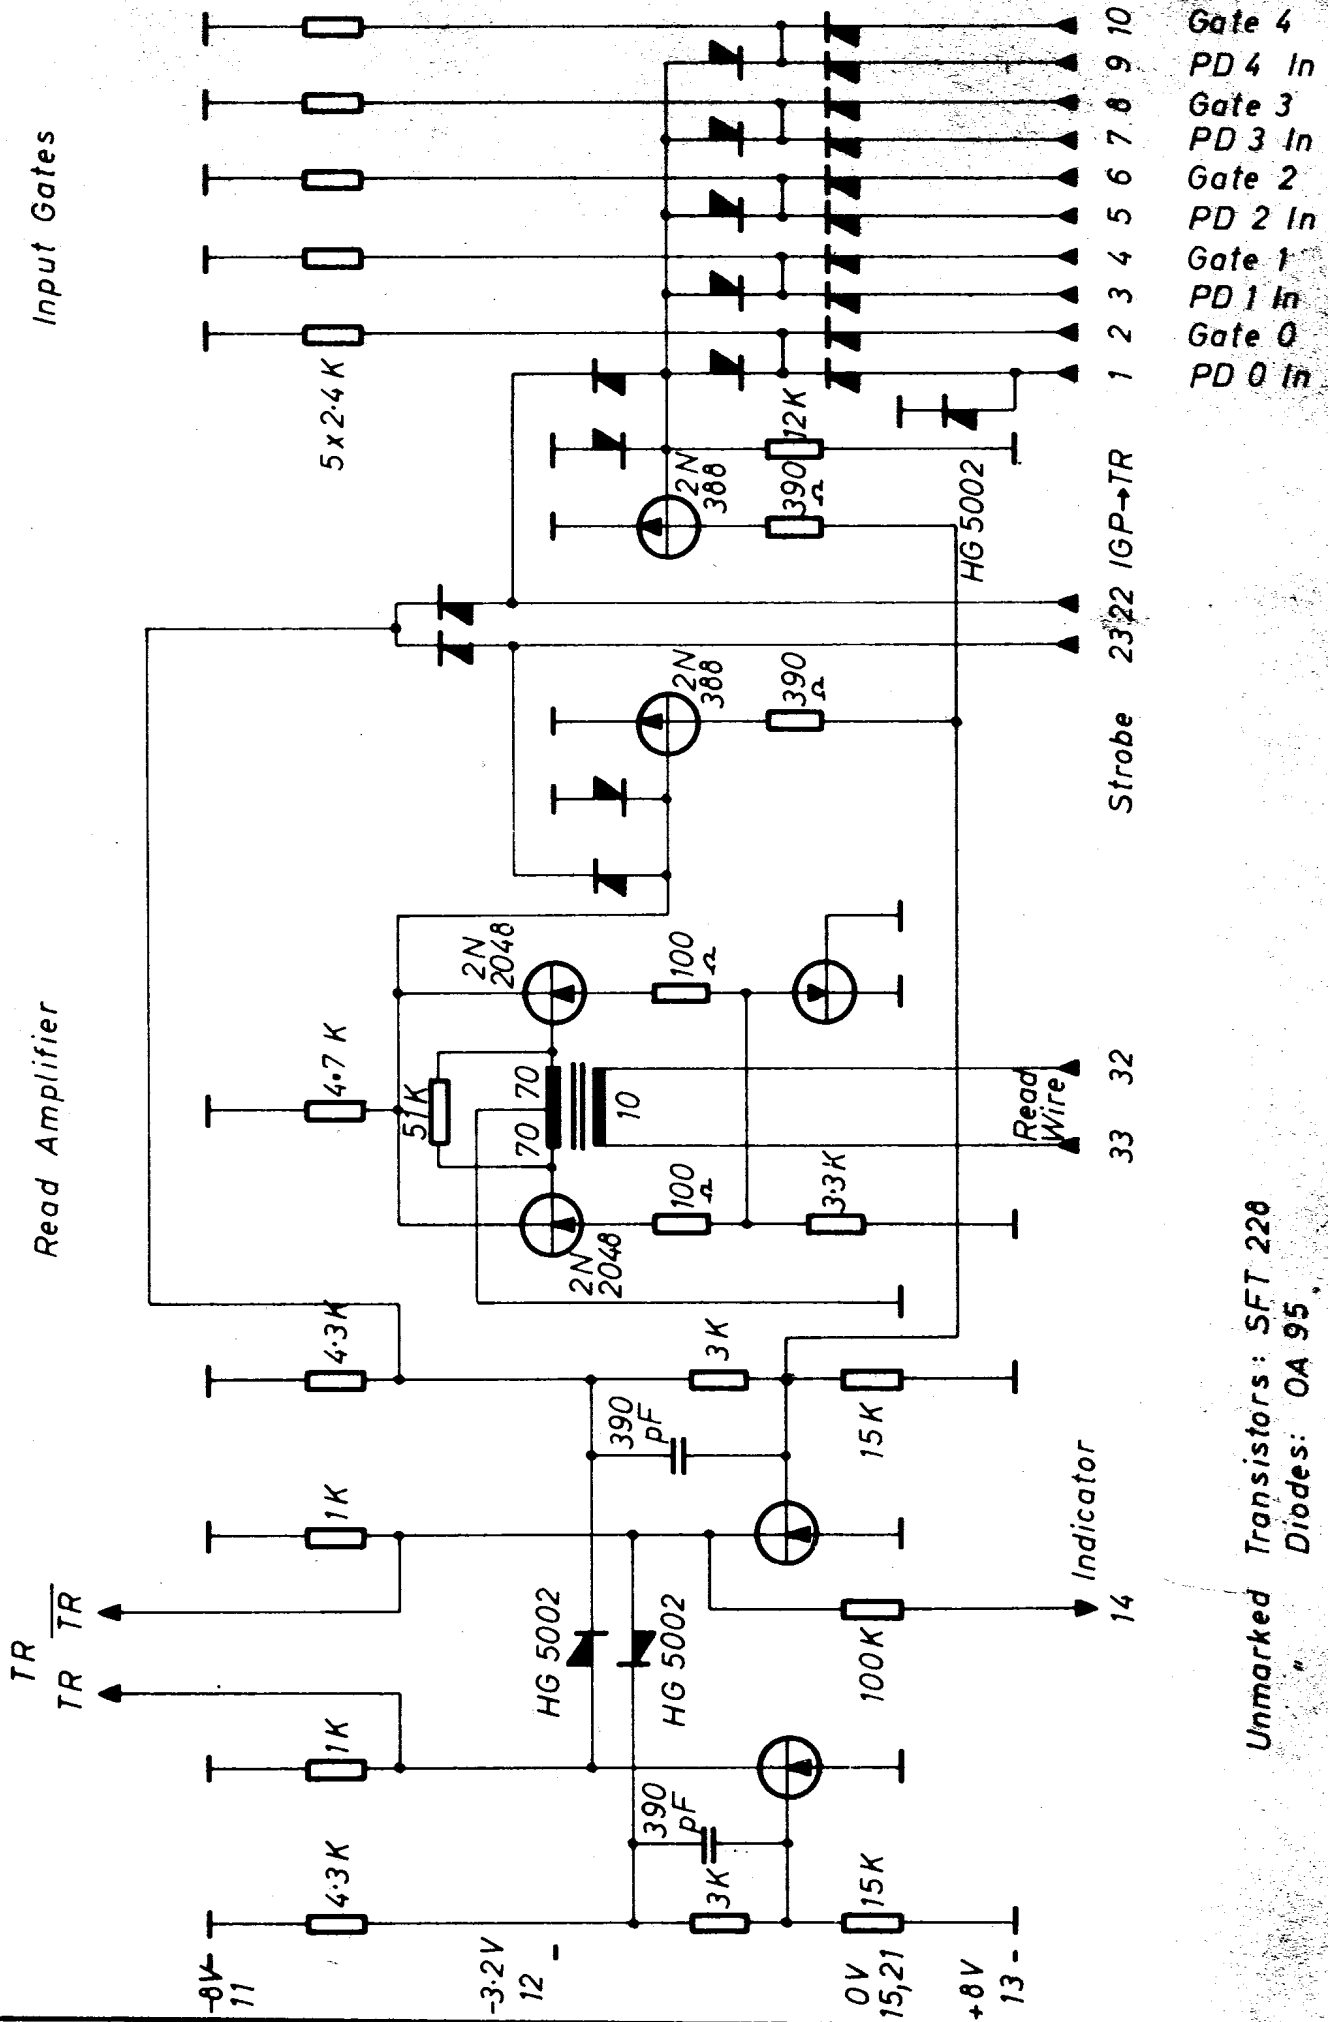 Input Gates
Read Amplifier
TR
TR
TR
10 Gate 4
9 PD 4 In
8 Gate 3
7 PD 3 In
6 Gate 2
5 PD 2 In
4 Gate 1
3 PD 1 In
2 Gate 0
1 PD 0 In
5x2·4K
12K
2N
388
390
Ω
HG 5002
22 IGP→TR
23 Strobe
2N
388
390
Ω
2N
2048
100
Ω
4·7 K
51K
70
70
10
Read
Wire
32
33
2N
2048
100
Ω
3·3K
4·3K
3K
390
pF
15K
1K
HG 5002
HG 5002
100K
14 Indicator
1K
390
pF
4·3K
3K
15K
-8V
11
-3·2V
12
0V
15,21
+8V
13
Unmarked Transistors: SFT 228
" Diodes: OA 95